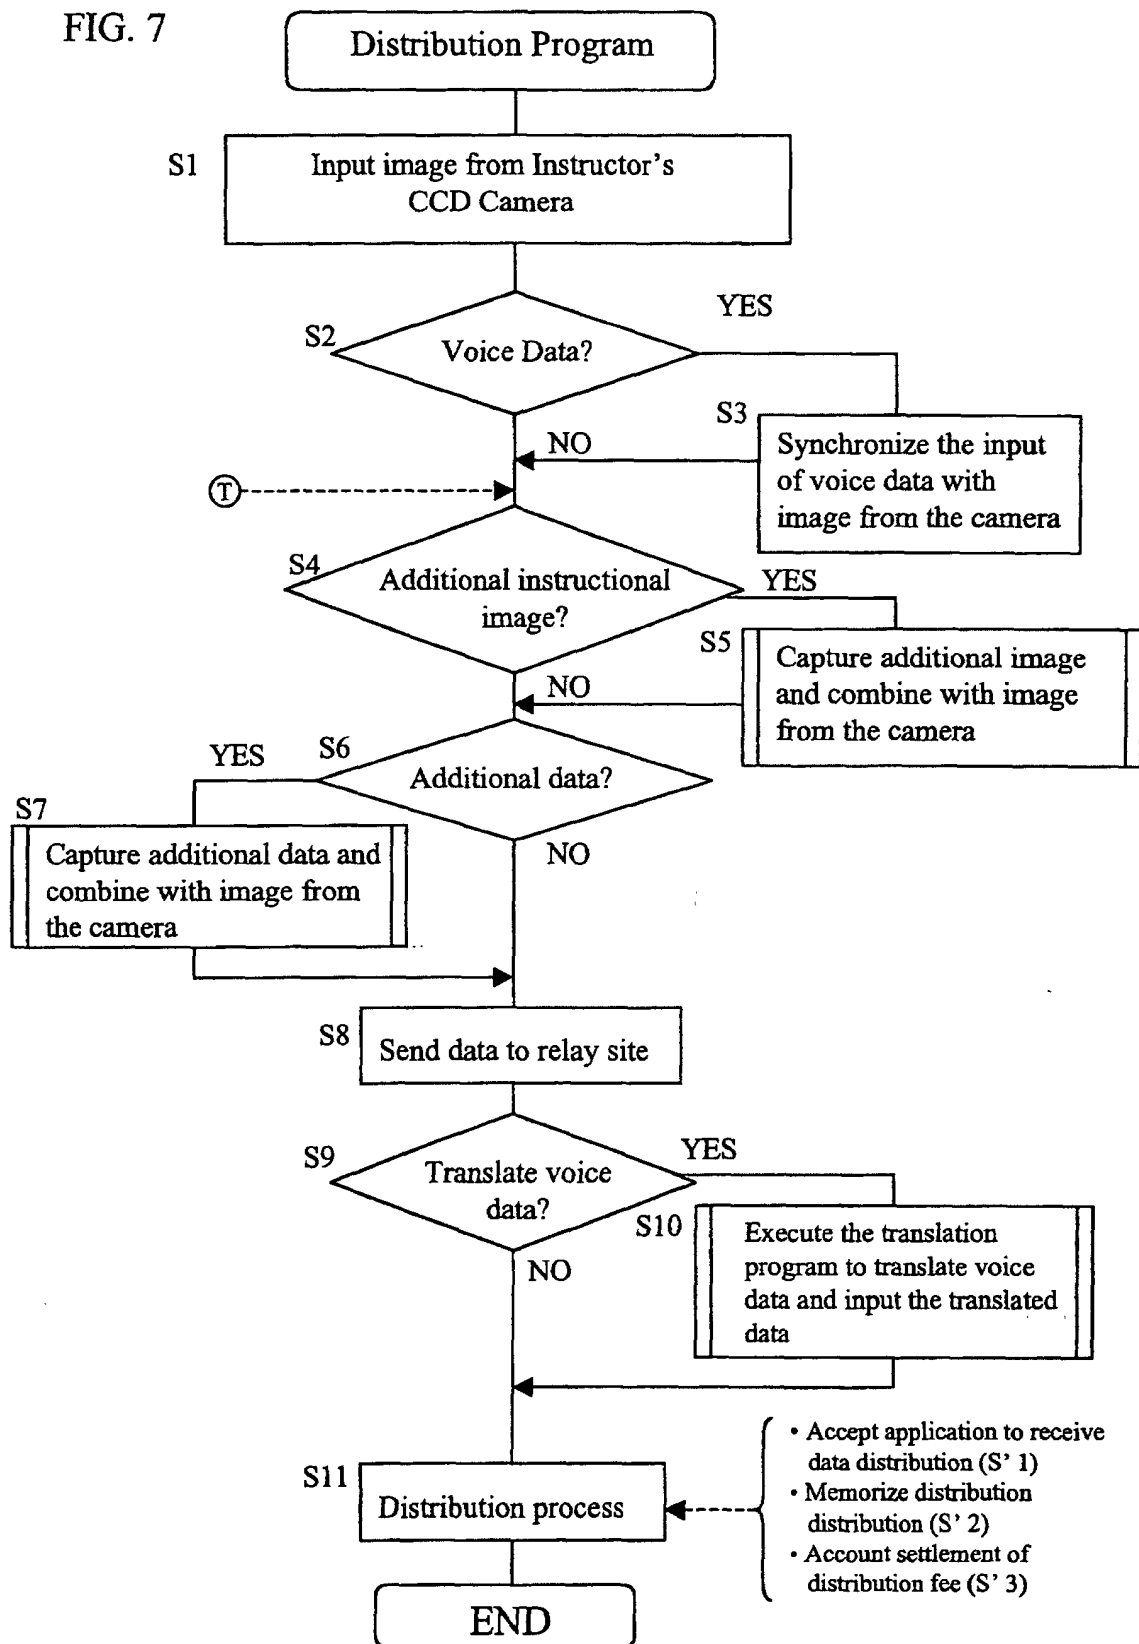 FIG. 7
Distribution Program
S1
Input image from Instructor's
CCD Camera
S2
Voice Data?
YES
NO
S3
Synchronize the input
of voice data with
image from the camera
T
S4
Additional instructional
image?
YES
NO
S5
Capture additional image
and combine with image
from the camera
S6
Additional data?
YES
NO
S7
Capture additional data and
combine with image from
the camera
S8
Send data to relay site
S9
Translate voice
data?
YES
NO
S10
Execute the translation
program to translate voice
data and input the translated
data
S11
Distribution process
• Accept application to receive
data distribution (S' 1)
• Memorize distribution
distribution (S' 2)
• Account settlement of
distribution fee (S' 3)
END